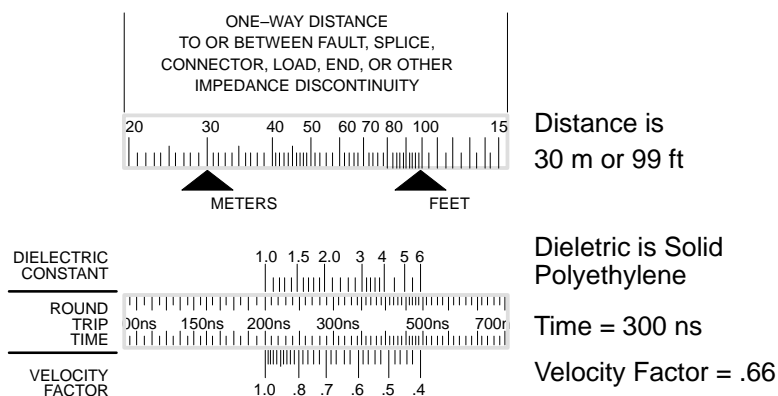 ONE–WAY DISTANCE
TO OR BETWEEN FAULT, SPLICE,
CONNECTOR, LOAD, END, OR OTHER
IMPEDANCE DISCONTINUITY
20 30 40 50 60 70 80 100 15
METERS FEET
Distance is
30 m or 99 ft
DIELECTRIC
CONSTANT
1.0 1.5 2.0 3 4 5 6
Dieletric is Solid
Polyethylene
ROUND
TRIP
TIME
00ns 150ns 200ns 300ns 500ns 700n
Time = 300 ns
VELOCITY
FACTOR
1.0 .8 .7 .6 .5 .4
Velocity Factor = .66